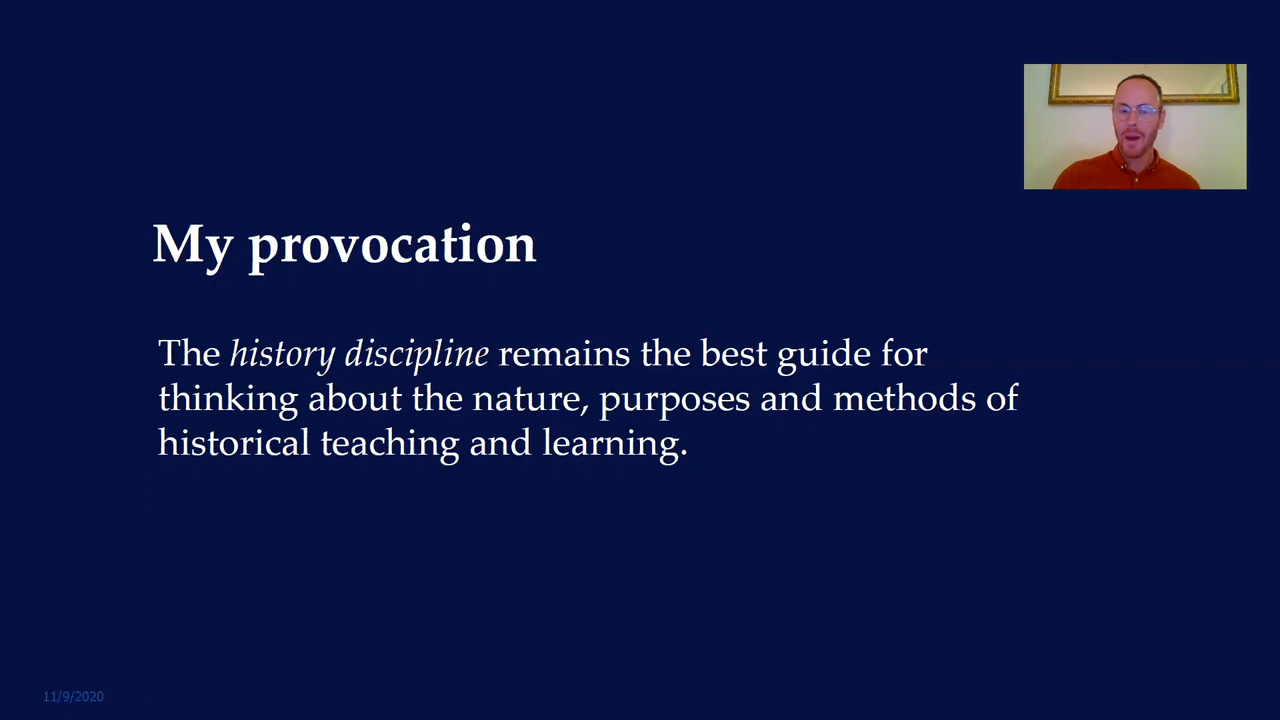 My provocation
The history discipline remains the best guide for
thinking about the nature, purposes and methods of
historical teaching and learning.
11/9/2020